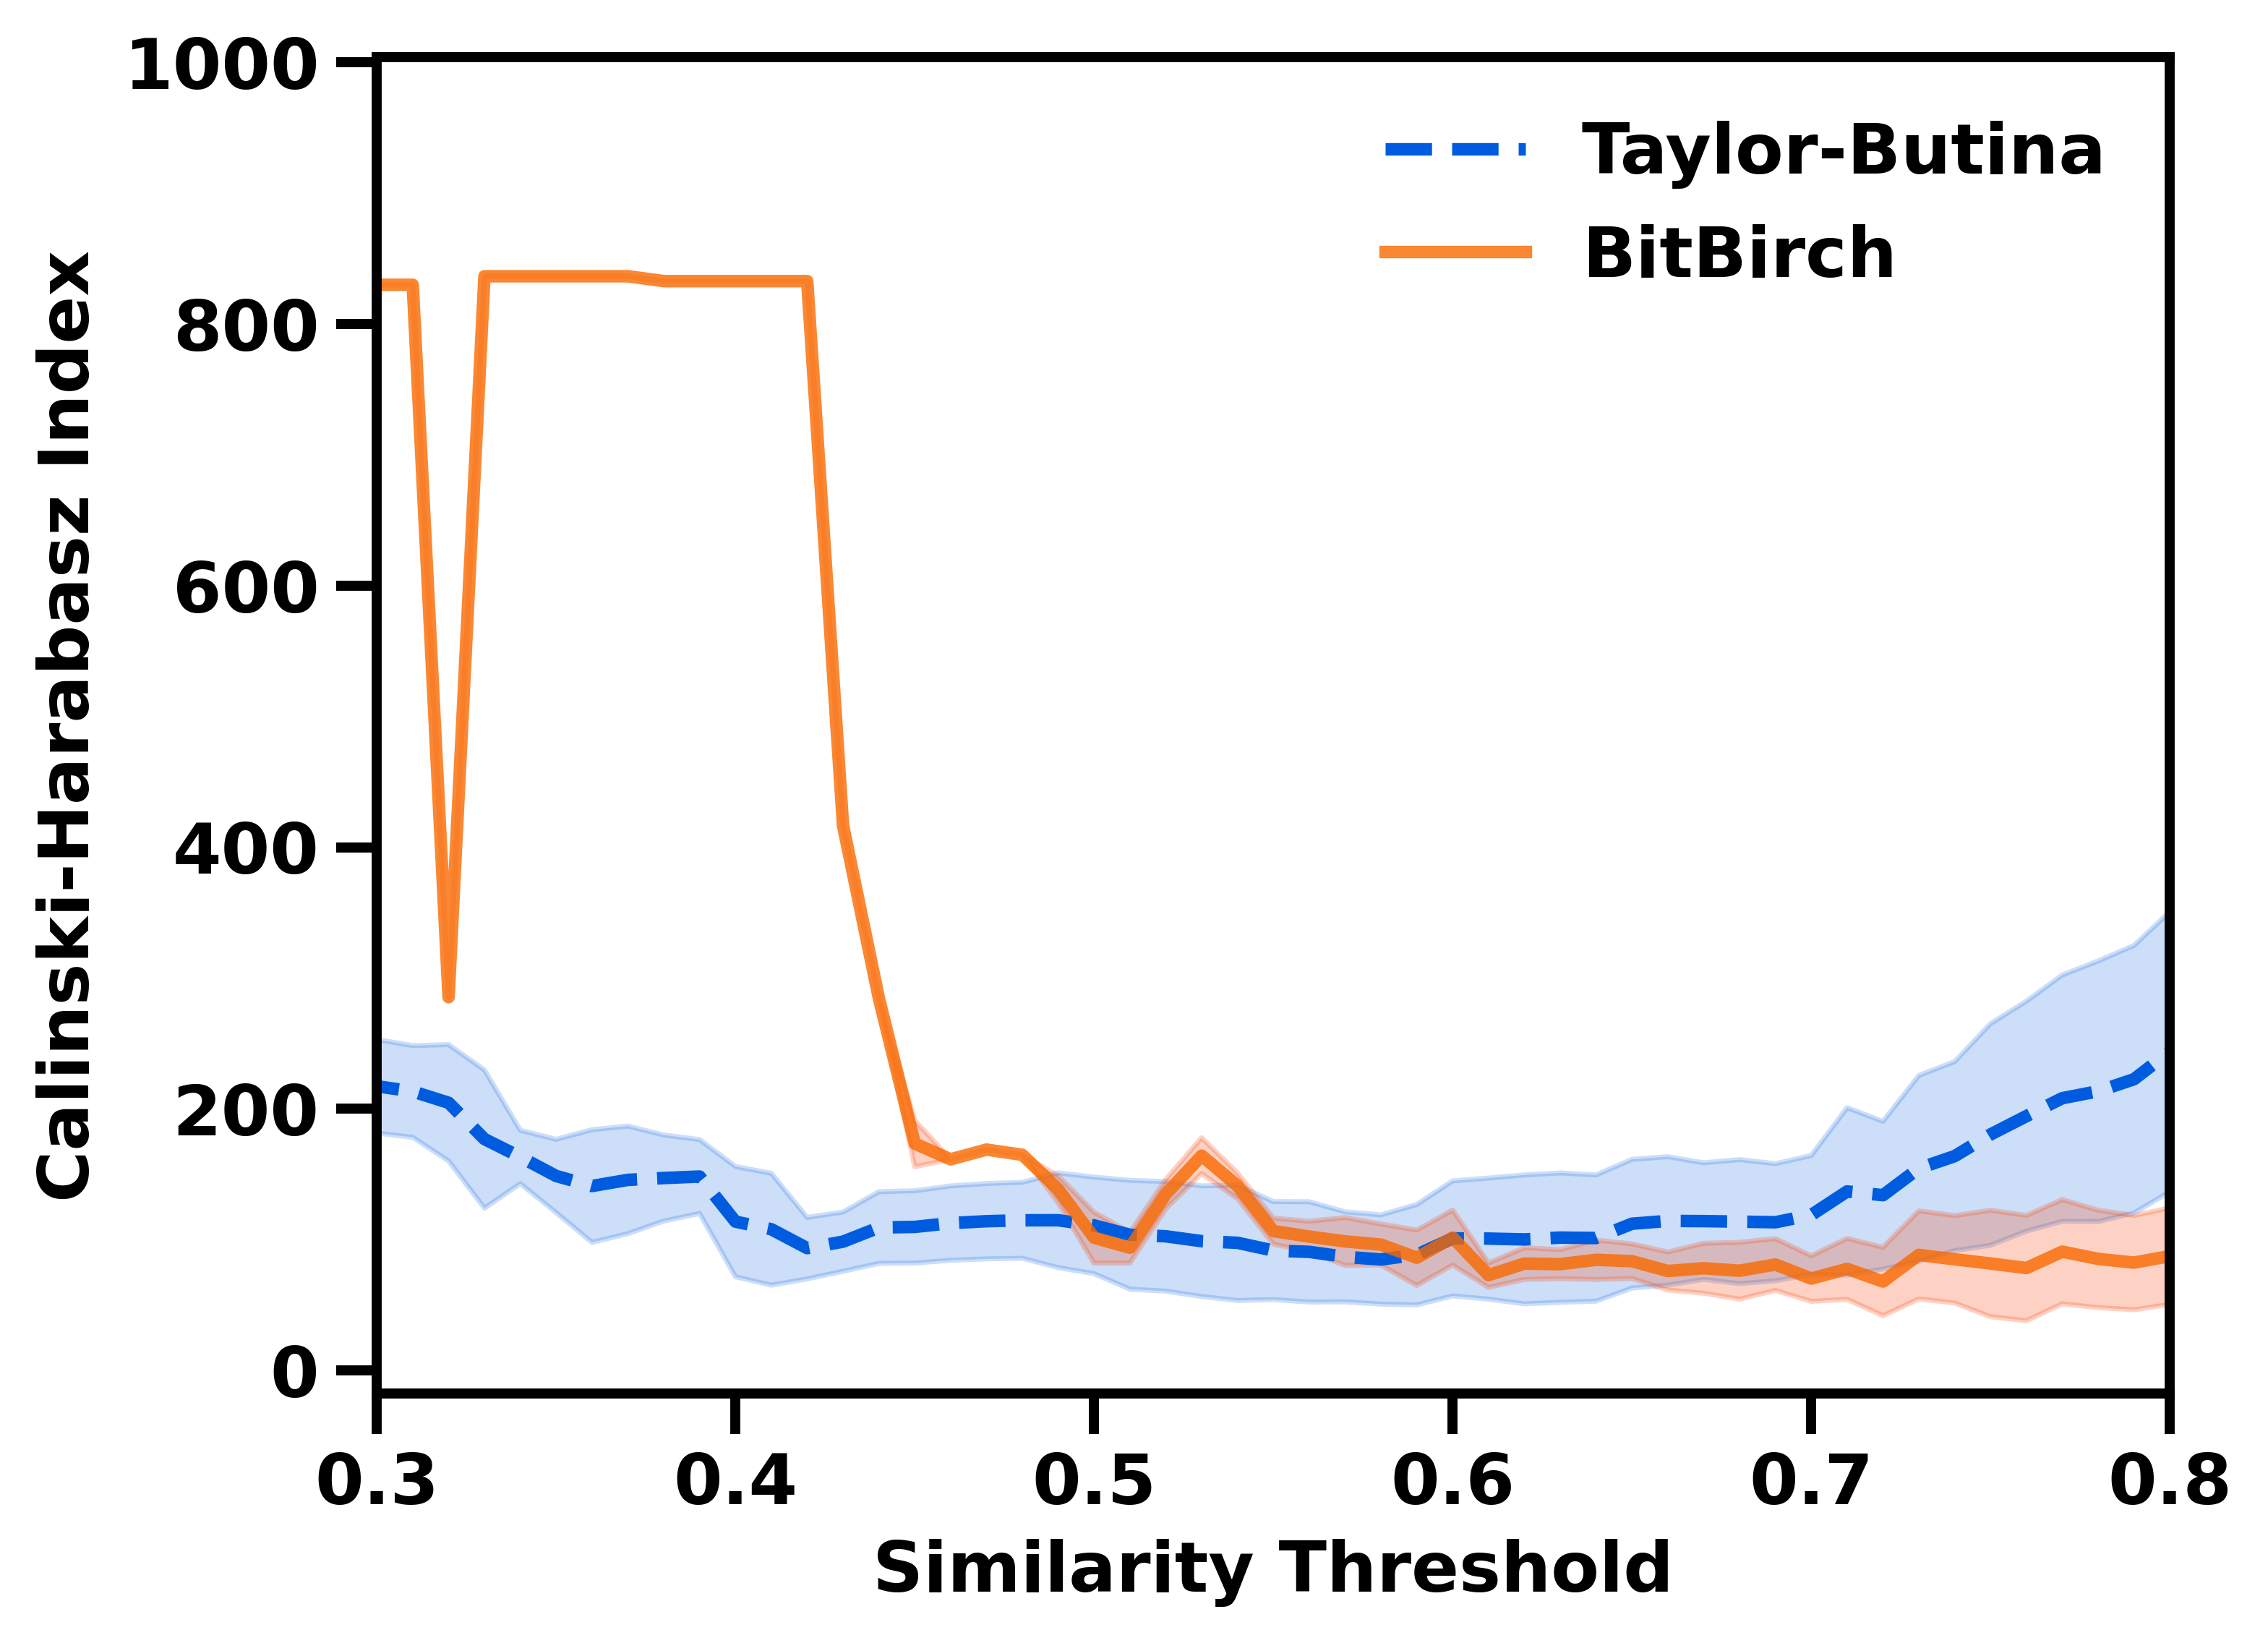 1000
800
600
400
200
0
Calinski-Harabasz Index
Taylor-Butina
BitBirch
0.3 0.4 0.5 0.6 0.7 0.8
Similarity Threshold